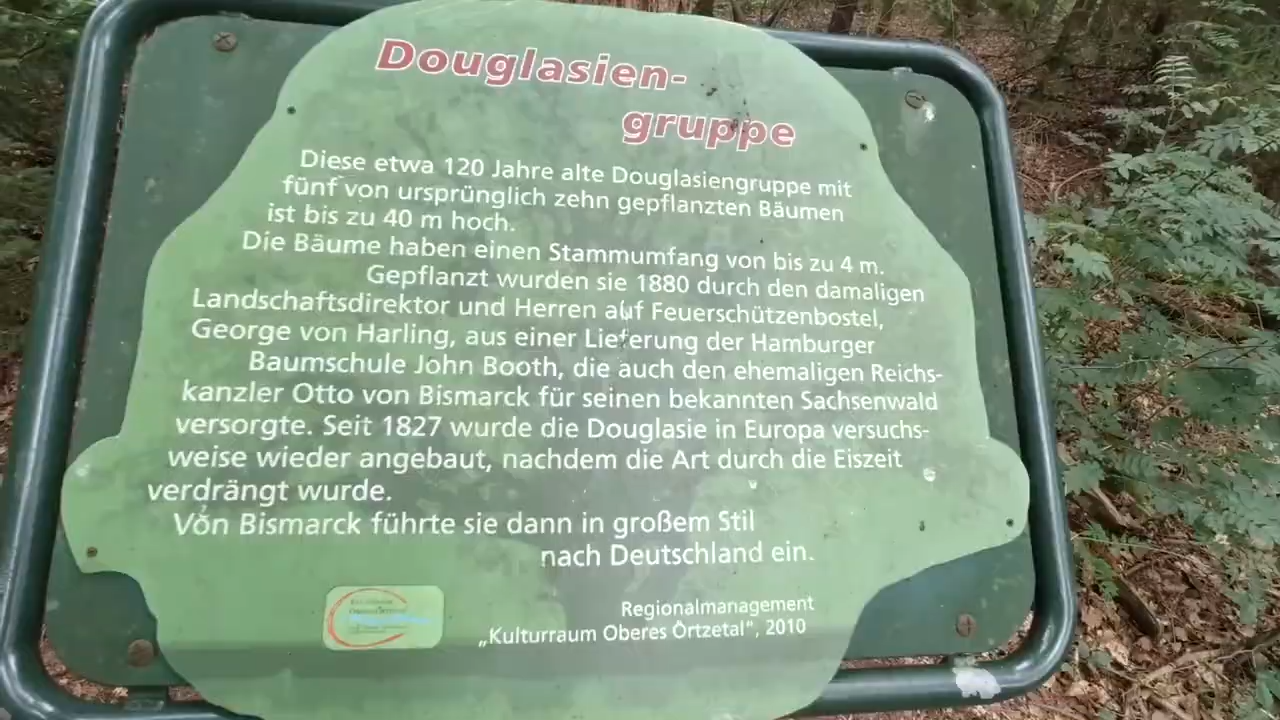 Douglasien-
gruppe
Diese etwa 120 Jahre alte Douglasiengruppe mit
fünf von ursprünglich zehn gepflanzten Bäumen
ist bis zu 40 m hoch.
Die Bäume haben einen Stammumfang von bis zu 4 m.
Gepflanzt wurden sie 1880 durch den damaligen
Landschaftsdirektor und Herren auf Feuerschützenbostel,
George von Harling, aus einer Lieferung der Hamburger
Baumschule John Booth, die auch den ehemaligen Reichs-
kanzler Otto von Bismarck für seinen bekannten Sachsenwald
versorgte. Seit 1827 wurde die Douglasie in Europa versuchs-
weise wieder angebaut, nachdem die Art durch die Eiszeit
verdrängt wurde.
Von Bismarck führte sie dann in großem Stil
nach Deutschland ein.
Regionalmanagement
„Kulturraum Oberes Örtzetal", 2010